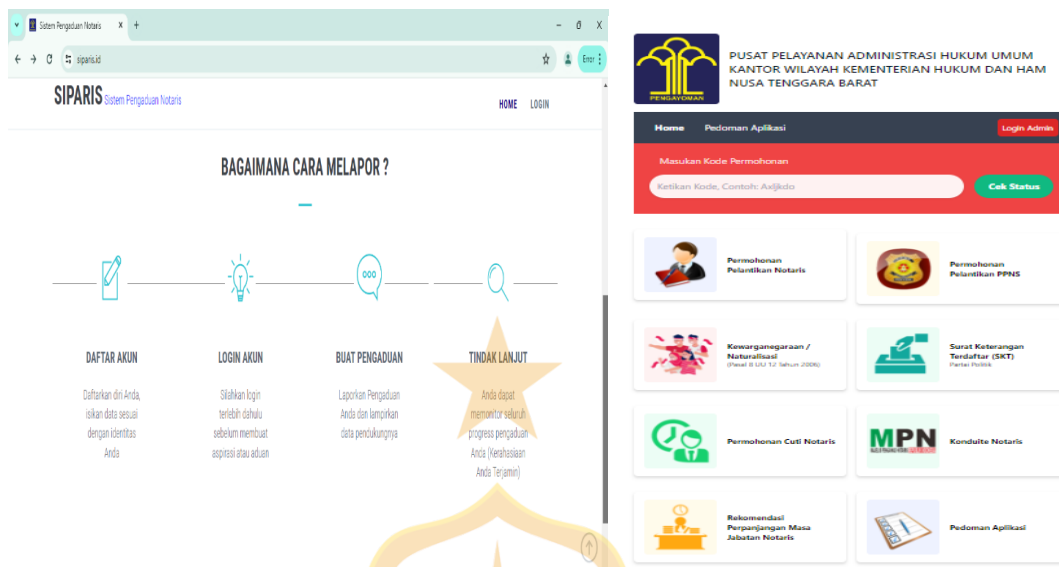 Sistem Pengaduan Notaris
siparis.id
Error
SIPARIS Sistem Pengaduan Notaris
HOME LOGIN
BAGAIMANA CARA MELAPOR ?
DAFTAR AKUN
Daftarkan diri Anda,
isikan data sesuai
dengan identitas
Anda
LOGIN AKUN
Silahkan login
terlebih dahulu
sebelum membuat
aspirasi atau aduan
BUAT PENGADUAN
Laporkan Pengaduan
Anda dan lampirkan
data pendukungnya
TINDAK LANJUT
Anda dapat
memonitor seluruh
progress pengaduan
Anda (Kerahasiaan
Anda Terjamin)
PENGAYOMAN
PUSAT PELAYANAN ADMINISTRASI HUKUM UMUM
KANTOR WILAYAH KEMENTERIAN HUKUM DAN HAM
NUSA TENGGARA BARAT
Home Pedoman Aplikasi Login Admin
Masukan Kode Permohonan
Ketikan Kode, Contoh: Axljkdo
Cek Status
Permohonan
Pelantikan Notaris
Permohonan
Pelantikan PPNS
Kewarganegaraan /
Naturalisasi
(Pasal 8 UU 12 Tahun 2006)
Surat Keterangan
Terdaftar (SKT)
Partai Politik
Permohonan Cuti Notaris
MPN
Konduite Notaris
Rekomendasi
Perpanjangan Masa
Jabatan Notaris
Pedoman Aplikasi